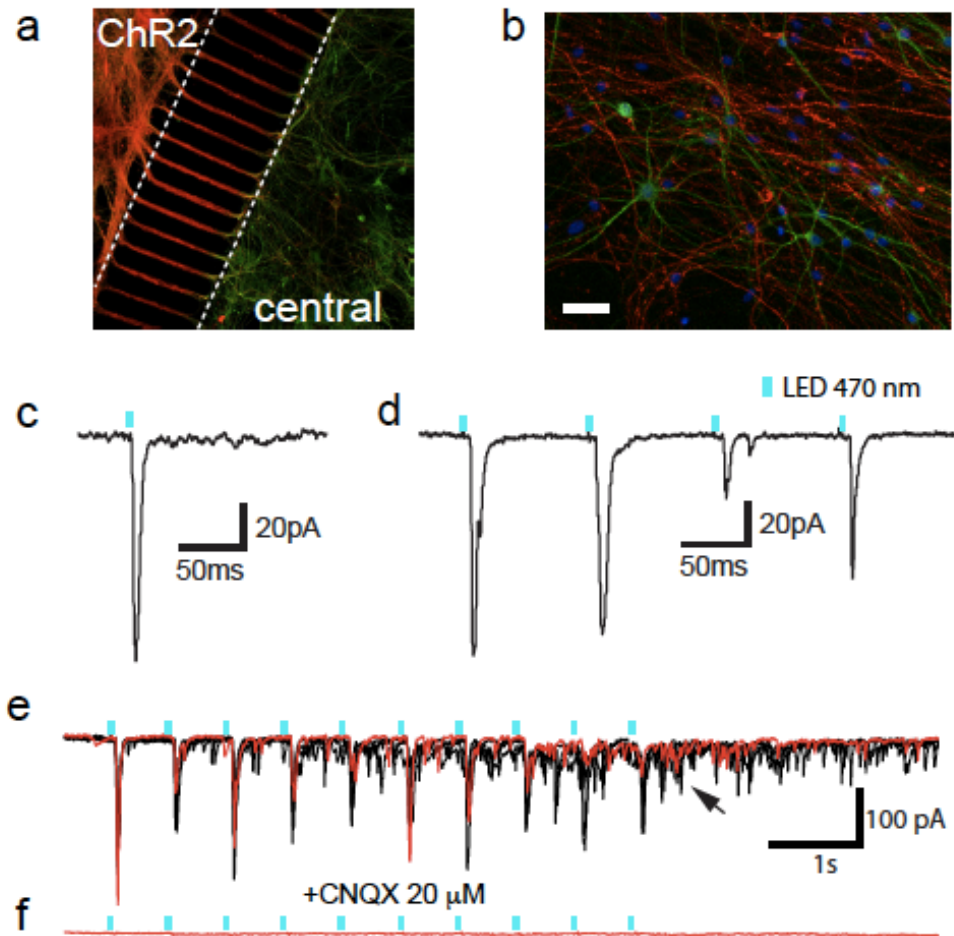 a
ChR2
central
b
c
20pA
50ms
d
LED 470 nm
20pA
50ms
e
100 pA
1s
+CNQX 20 μM
f